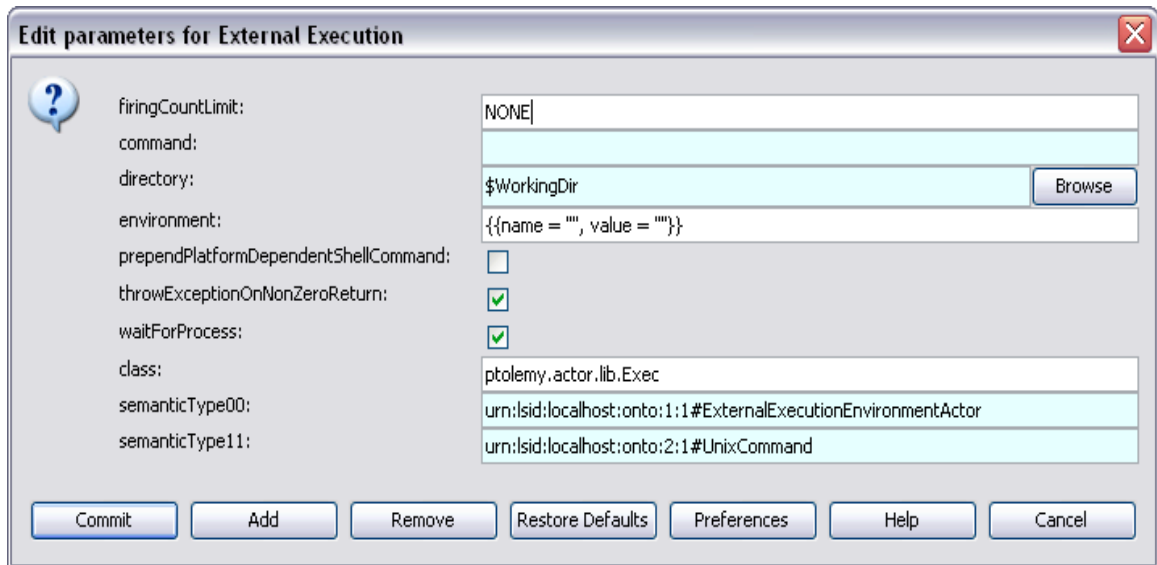 Edit parameters for External Execution
firingCountLimit: NONE
command:
directory: $WorkingDir Browse
environment: {{name = "", value = ""}}
prependPlatformDependentShellCommand:
throwExceptionOnNonZeroReturn:
waitForProcess:
class: ptolemy.actor.lib.Exec
semanticType00: urn:lsid:localhost:onto:1:1#ExternalExecutionEnvironmentActor
semanticType11: urn:lsid:localhost:onto:2:1#UnixCommand
Commit Add Remove Restore Defaults Preferences Help Cancel